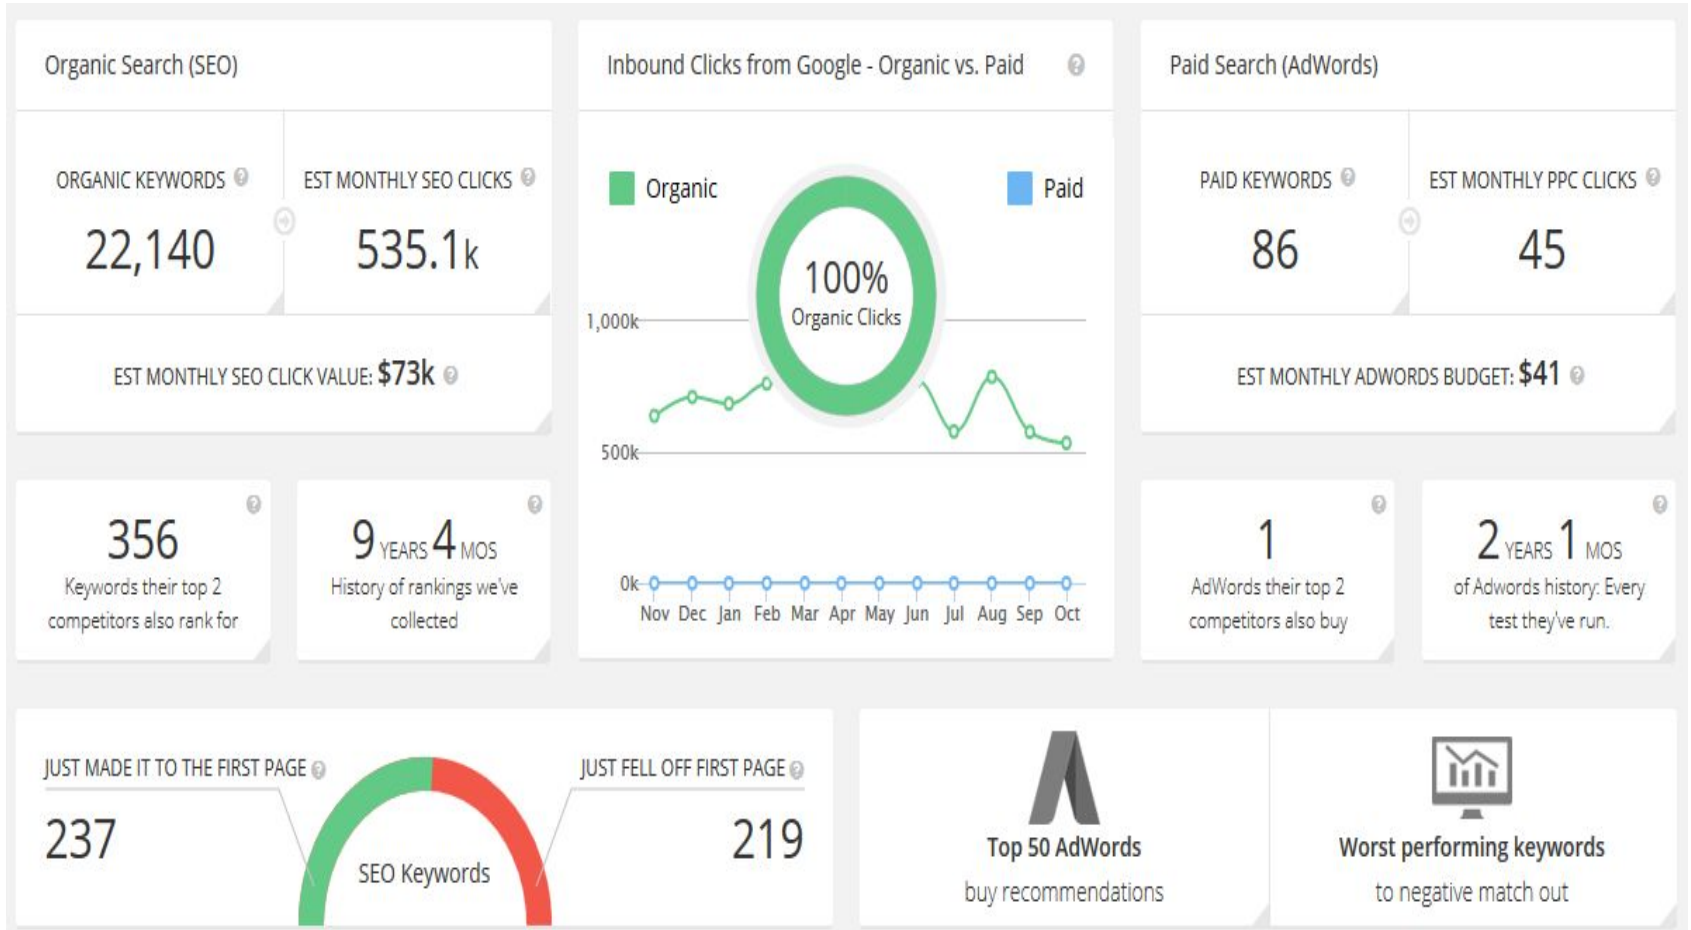 Organic Search (SEO)
ORGANIC KEYWORDS ?
22,140
EST MONTHLY SEO CLICKS ?
535.1k
EST MONTHLY SEO CLICK VALUE: $73k ?
356 ?
Keywords their top 2
competitors also rank for
9 YEARS 4 MOS ?
History of rankings we've
collected
Inbound Clicks from Google - Organic vs. Paid ?
Organic
Paid
100%
Organic Clicks
1,000k
500k
0k
Nov Dec Jan Feb Mar Apr May Jun Jul Aug Sep Oct
Paid Search (AdWords)
PAID KEYWORDS ?
86
EST MONTHLY PPC CLICKS ?
45
EST MONTHLY ADWORDS BUDGET: $41 ?
1 ?
AdWords their top 2
competitors also buy
2 YEARS 1 MOS ?
of Adwords history: Every
test they've run.
JUST MADE IT TO THE FIRST PAGE ?
237
SEO Keywords
JUST FELL OFF FIRST PAGE ?
219
Top 50 AdWords
buy recommendations
Worst performing keywords
to negative match out